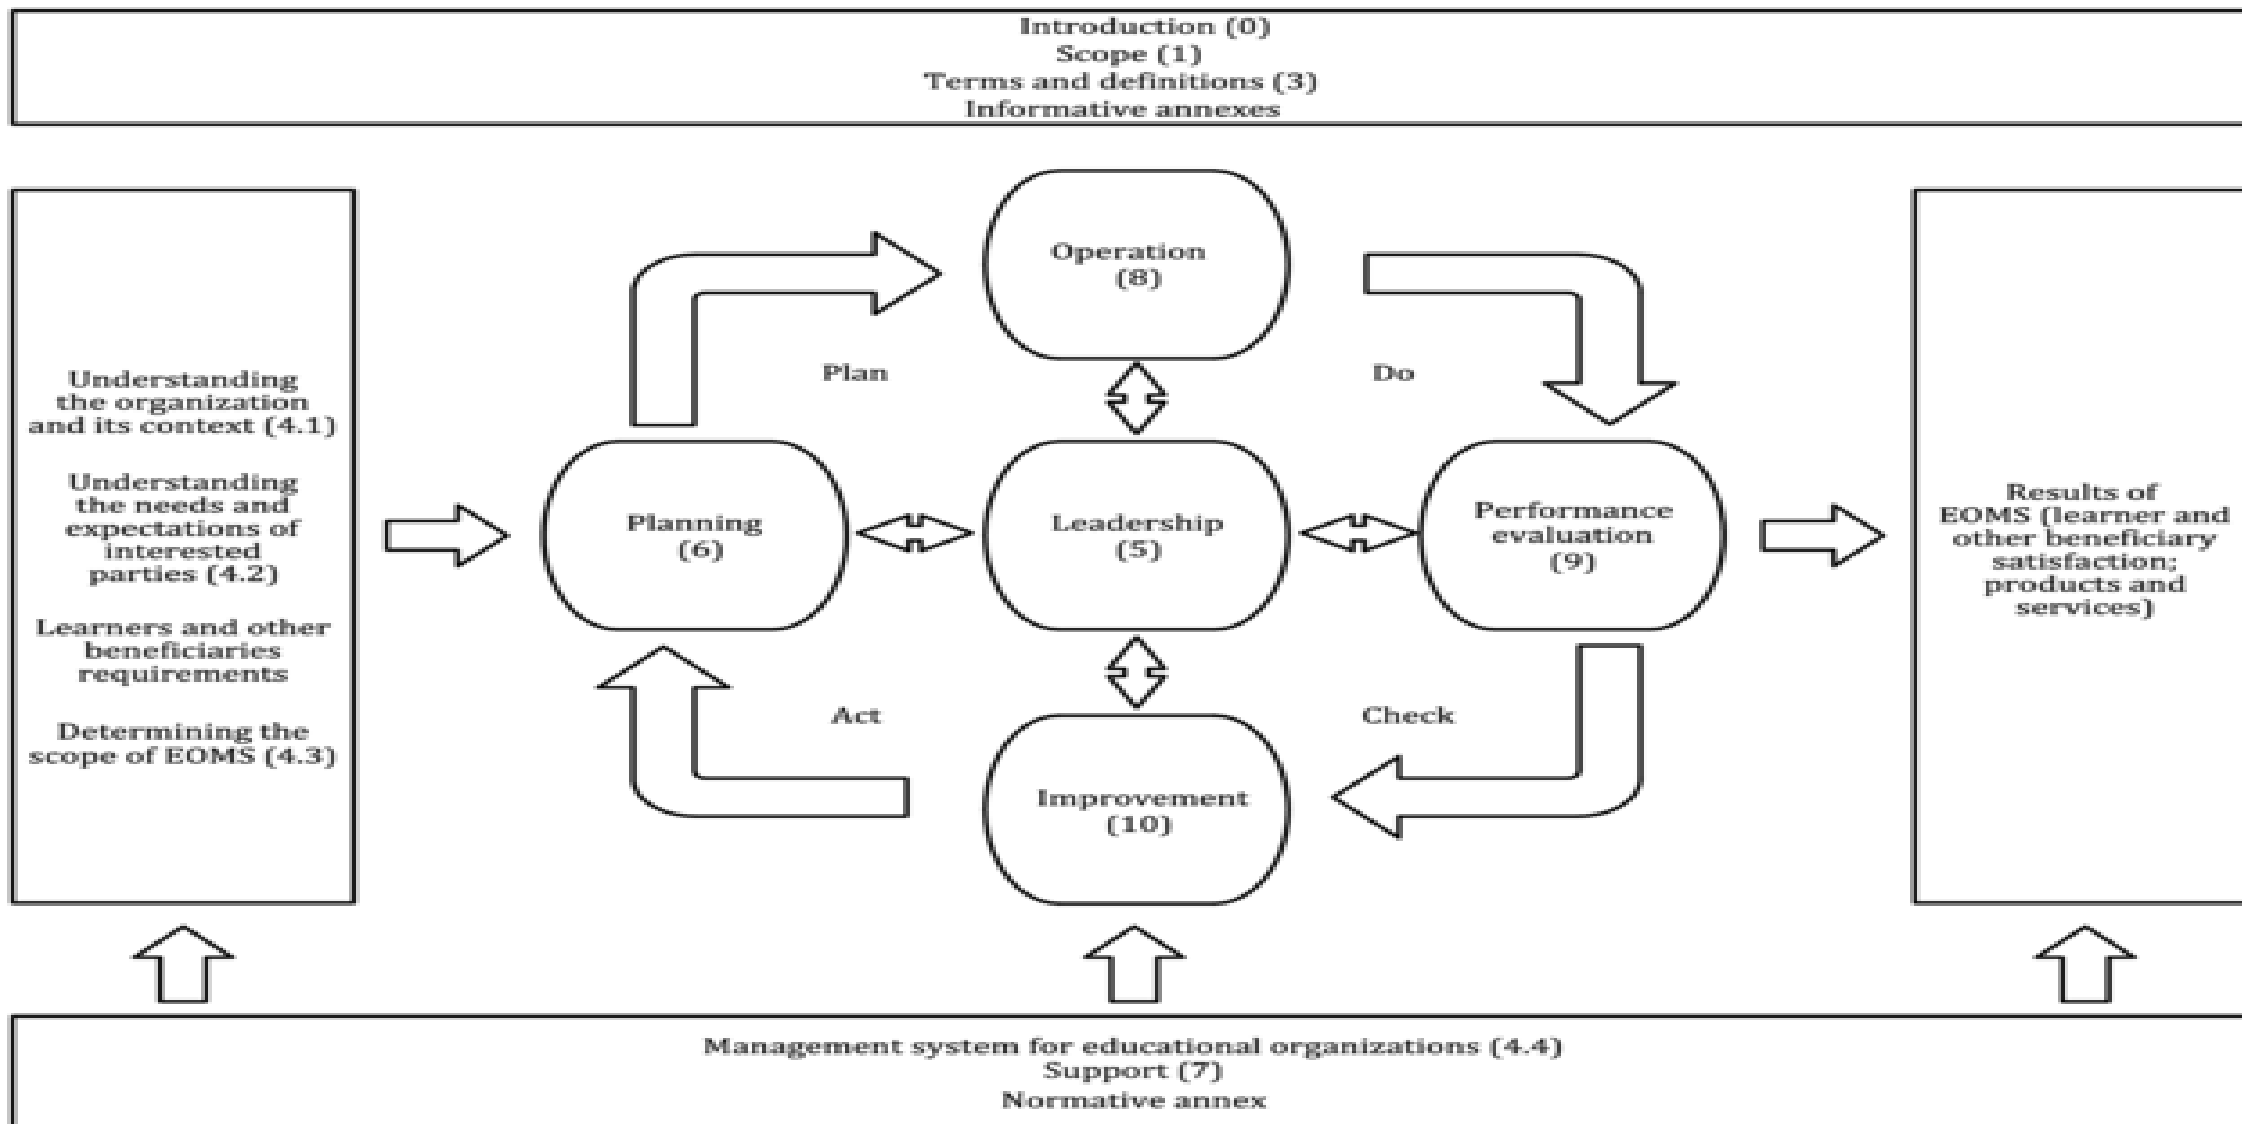 Introduction (0)
Scope (1)
Terms and definitions (3)
Informative annexes
Understanding
the organization
and its context (4.1)
Understanding
the needs and
expectations of
interested
parties (4.2)
Learners and other
beneficiaries
requirements
Determining the
scope of EOMS (4.3)
Operation
(8)
Plan
Do
Planning
(6)
Leadership
(5)
Performance
evaluation
(9)
Act
Check
Improvement
(10)
Results of
EOMS (learner and
other beneficiary
satisfaction;
products and
services)
Management system for educational organizations (4.4)
Support (7)
Normative annex